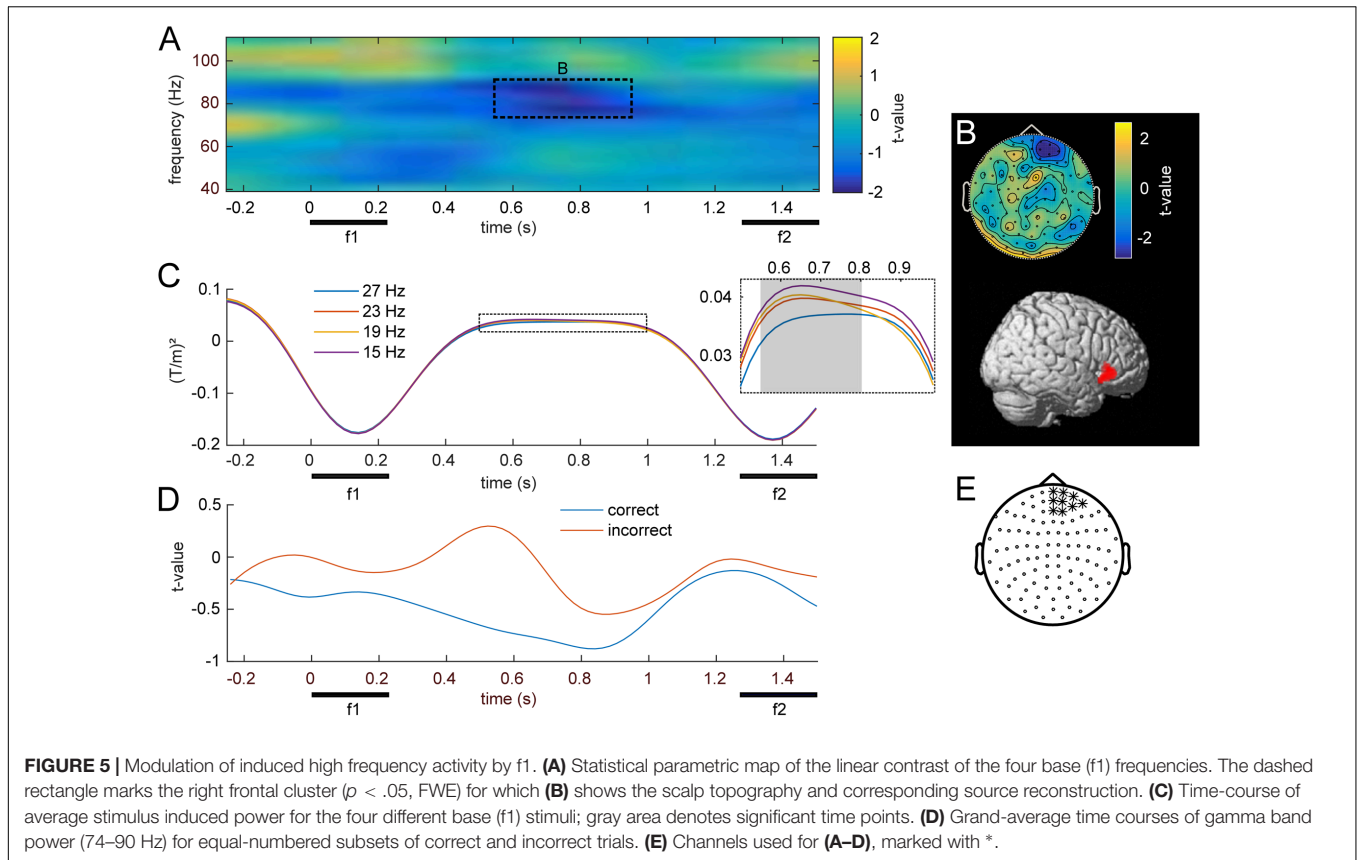 A
100
80
60
40
frequency (Hz)
B
2
1
0
-1
-2
t-value
-0.2 0 0.2 0.4 0.6 0.8 1 1.2 1.4
time (s)
f1
f2
B
2
0
-2
t-value
C
27 Hz
23 Hz
19 Hz
15 Hz
0.1
0
-0.1
-0.2
(T/m)²
0.6 0.7 0.8 0.9
0.04
0.03
-0.2 0 0.2 0.4 0.6 0.8 1 1.2 1.4
time (s)
f1
f2
D
correct
incorrect
0.5
0
-0.5
-1
t-value
-0.2 0 0.2 0.4 0.6 0.8 1 1.2 1.4
time (s)
f1
f2
E
FIGURE 5 | Modulation of induced high frequency activity by f1. (A) Statistical parametric map of the linear contrast of the four base (f1) frequencies. The dashed
rectangle marks the right frontal cluster (p < .05, FWE) for which (B) shows the scalp topography and corresponding source reconstruction. (C) Time-course of
average stimulus induced power for the four different base (f1) stimuli; gray area denotes significant time points. (D) Grand-average time courses of gamma band
power (74–90 Hz) for equal-numbered subsets of correct and incorrect trials. (E) Channels used for (A–D), marked with *.